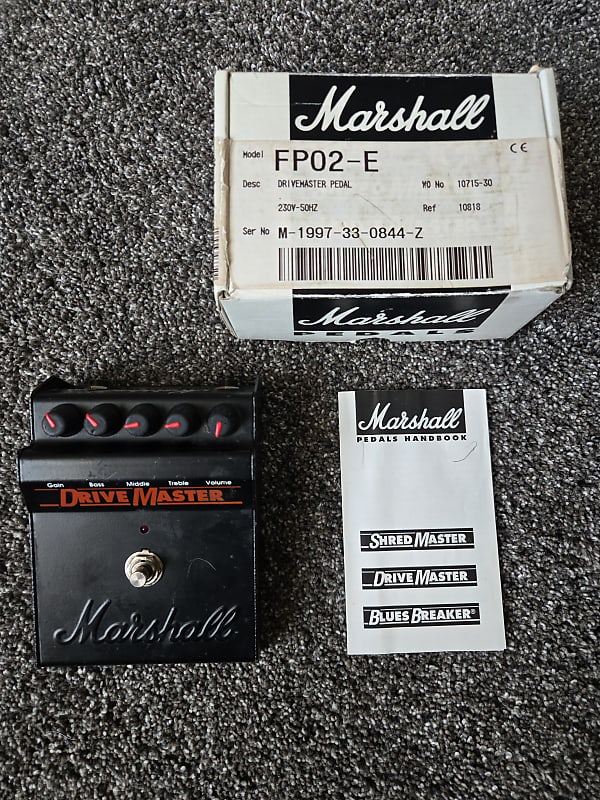 Marshall
Model FP02-E CE
Desc DRIVEMASTER PEDAL WO No 10715-30
230V-50HZ Ref 10818
Ser No M-1997-33-0844-Z
Marshall
PEDALS
Gain Bass Middle Treble Volume
DRIVE MASTER
Marshall
Marshall
PEDALS HANDBOOK
SHRED MASTER
DRIVE MASTER
BLUES BREAKER®